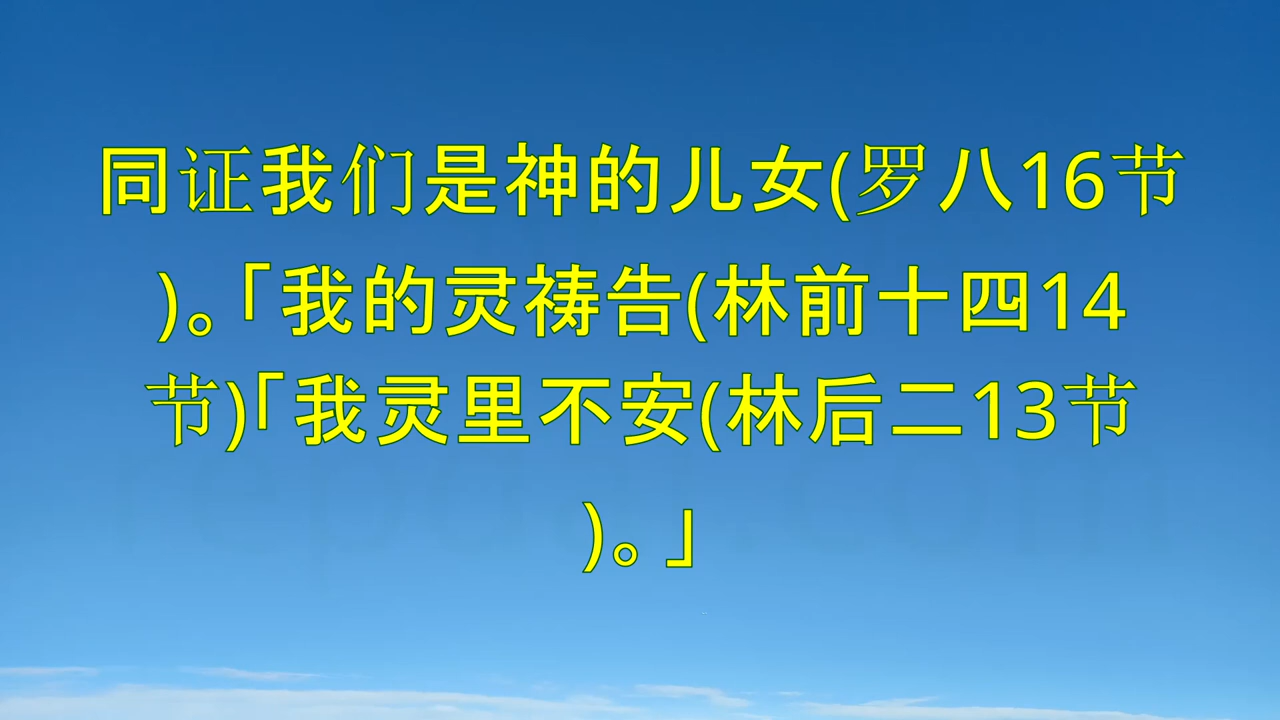 同证我们是神的儿女(罗八16节
)。「我的灵祷告(林前十四14
节)「我灵里不安(林后二13节
)。」